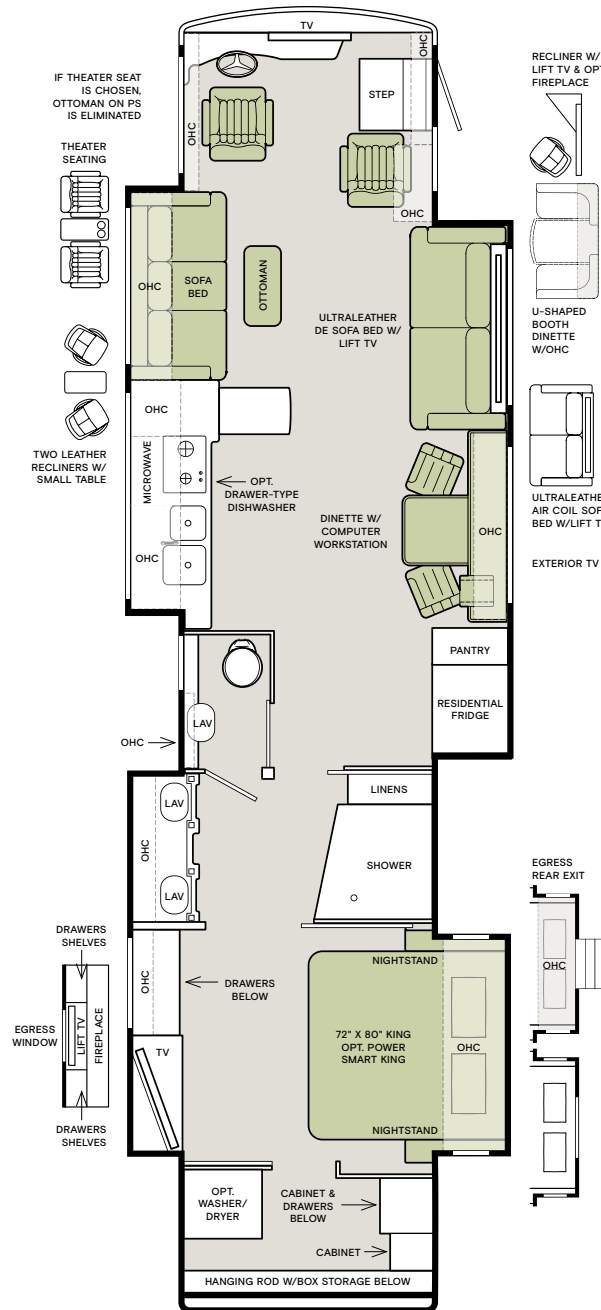 TV
OHC
IF THEATER SEAT
IS CHOSEN,
OTTOMAN ON PS
IS ELIMINATED
RECLINER W/
LIFT TV & OPT
FIREPLACE
STEP
OHC
THEATER
SEATING
OHC
OHC
SOFA
BED
OTTOMAN
ULTRALEATHER
DE SOFA BED W/
LIFT TV
U-SHAPED
BOOTH
DINETTE
W/OHC
OHC
MICROWAVE
TWO LEATHER
RECLINERS W/
SMALL TABLE
OPT.
DRAWER-TYPE
DISHWASHER
ULTRALEATHE
AIR COIL SOF
BED W/LIFT T
DINETTE W/
COMPUTER
WORKSTATION
OHC
OHC
EXTERIOR TV
PANTRY
RESIDENTIAL
FRIDGE
LAV
OHC
LINENS
LAV
OHC
SHOWER
LAV
EGRESS
REAR EXIT
OHC
DRAWERS
SHELVES
NIGHTSTAND
OHC
DRAWERS
BELOW
EGRESS
WINDOW
LIFT TV
FIREPLACE
72" X 80" KING
OPT. POWER
SMART KING
OHC
TV
DRAWERS
SHELVES
NIGHTSTAND
OPT.
WASHER/
DRYER
CABINET &
DRAWERS
BELOW
CABINET
HANGING ROD W/BOX STORAGE BELOW